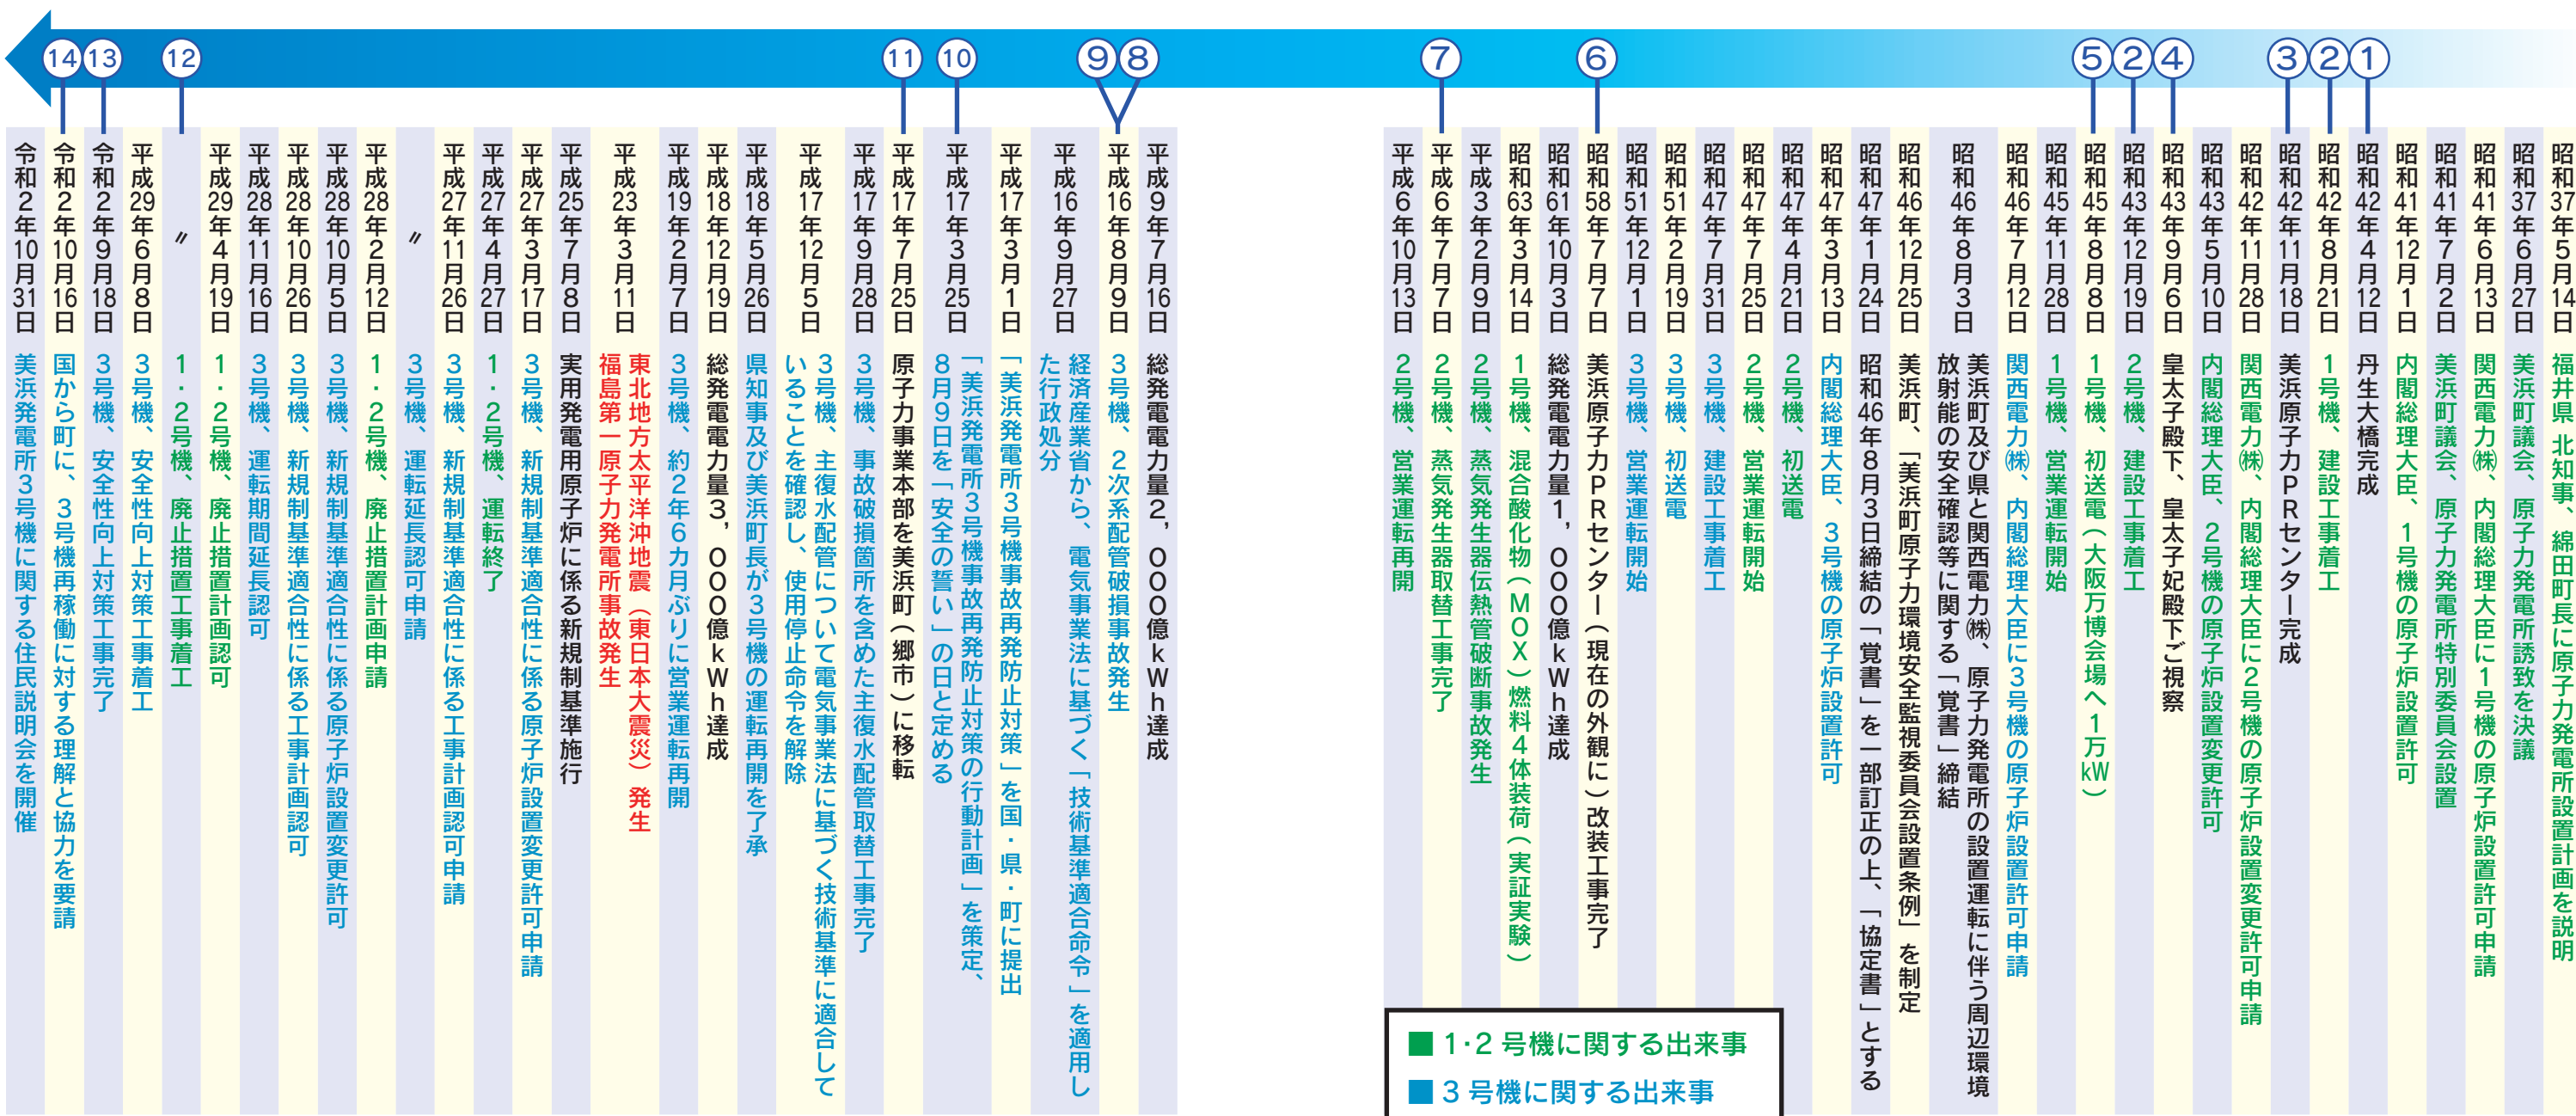 ①
②
③
④
②
⑤
⑥
⑦
⑧
⑨
⑩
⑪
⑫
⑬
⑭
昭和37年5月14日 福井県 北知事、綿田町長に原子力発電所設置計画を説明
昭和37年6月27日 美浜町議会、原子力発電所誘致を決議
昭和41年6月13日 関西電力㈱、内閣総理大臣に1号機の原子炉設置許可申請
昭和41年7月2日 美浜町議会、原子力発電所特別委員会設置
昭和41年12月1日 内閣総理大臣、1号機の原子炉設置許可
昭和42年4月12日 丹生大橋完成
昭和42年8月21日 1号機、建設工事着工
昭和42年11月18日 美浜原子力PRセンター完成
昭和42年11月28日 関西電力㈱、内閣総理大臣に2号機の原子炉設置変更許可申請
昭和43年5月10日 内閣総理大臣、2号機の原子炉設置変更許可
昭和43年9月6日 皇太子殿下、皇太子妃殿下ご視察
昭和43年12月19日 2号機、建設工事着工
昭和45年8月8日 1号機、初送電(大阪万博会場へ1万kW)
昭和45年11月28日 1号機、営業運転開始
昭和46年7月12日 関西電力㈱、内閣総理大臣に3号機の原子炉設置許可申請
昭和46年8月3日 美浜町及び県と関西電力㈱、原子力発電所の設置運転に伴う周辺環境
放射能の安全確認等に関する「覚書」締結
昭和46年12月25日 美浜町、「美浜町原子力環境安全監視委員会設置条例」を制定
昭和47年1月24日 昭和46年8月3日締結の「覚書」を一部訂正の上、「協定書」とする
昭和47年3月13日 内閣総理大臣、3号機の原子炉設置許可
昭和47年4月21日 2号機、初送電
昭和47年7月25日 2号機、営業運転開始
昭和47年7月31日 3号機、建設工事着工
昭和51年2月19日 3号機、初送電
昭和51年12月1日 3号機、営業運転開始
昭和58年7月7日 美浜原子力PRセンター(現在の外観に)改装工事完了
昭和61年10月3日 総発電電力量1,000億kWh達成
昭和63年3月14日 1号機、混合酸化物(MOX)燃料4体装荷(実証実験)
平成3年2月9日 2号機、蒸気発生器伝熱管破断事故発生
平成6年7月7日 2号機、蒸気発生器取替工事完了
平成6年10月13日 2号機、営業運転再開
平成9年7月16日 総発電電力量2,000億kWh達成
平成16年8月9日 3号機、2次系配管破損事故発生
平成16年9月27日 経済産業省から、電気事業法に基づく「技術基準適合命令」を適用し
た行政処分
平成17年3月1日 「美浜発電所3号機事故再発防止対策」を国・県・町に提出
平成17年3月25日 「美浜発電所3号機事故再発防止対策の行動計画」を策定、
8月9日を「安全の誓い」の日と定める
平成17年7月25日 原子力事業本部を美浜町(郷市)に移転
平成17年9月28日 3号機、事故破損箇所を含めた主復水配管取替工事完了
平成17年12月5日 3号機、主復水配管について電気事業法に基づく技術基準に適合して
いることを確認し、使用停止命令を解除
平成18年5月26日 県知事及び美浜町長が3号機の運転再開を了承
平成18年12月19日 総発電電力量3,000億kWh達成
平成19年2月7日 3号機、約2年6カ月ぶりに営業運転再開
平成23年3月11日 東北地方太平洋沖地震(東日本大震災)発生
福島第一原子力発電所事故発生
平成25年7月8日 実用発電用原子炉に係る新規制基準施行
平成27年3月17日 3号機、新規制基準適合性に係る原子炉設置変更許可申請
平成27年4月27日 1・2号機、運転終了
平成27年11月26日 3号機、新規制基準適合性に係る工事計画認可申請
〃 3号機、運転延長認可申請
平成28年2月12日 1・2号機、廃止措置計画申請
平成28年10月5日 3号機、新規制基準適合性に係る原子炉設置変更許可
平成28年10月26日 3号機、新規制基準適合性に係る工事計画認可
平成28年11月16日 3号機、運転期間延長認可
平成29年4月19日 1・2号機、廃止措置計画認可
〃 1・2号機、廃止措置工事着工
平成29年6月8日 3号機、安全性向上対策工事着工
令和2年9月18日 3号機、安全性向上対策工事完了
令和2年10月16日 国から町に、3号機再稼働に対する理解と協力を要請
令和2年10月31日 美浜発電所3号機に関する住民説明会を開催
■ 1・2号機に関する出来事
■ 3号機に関する出来事